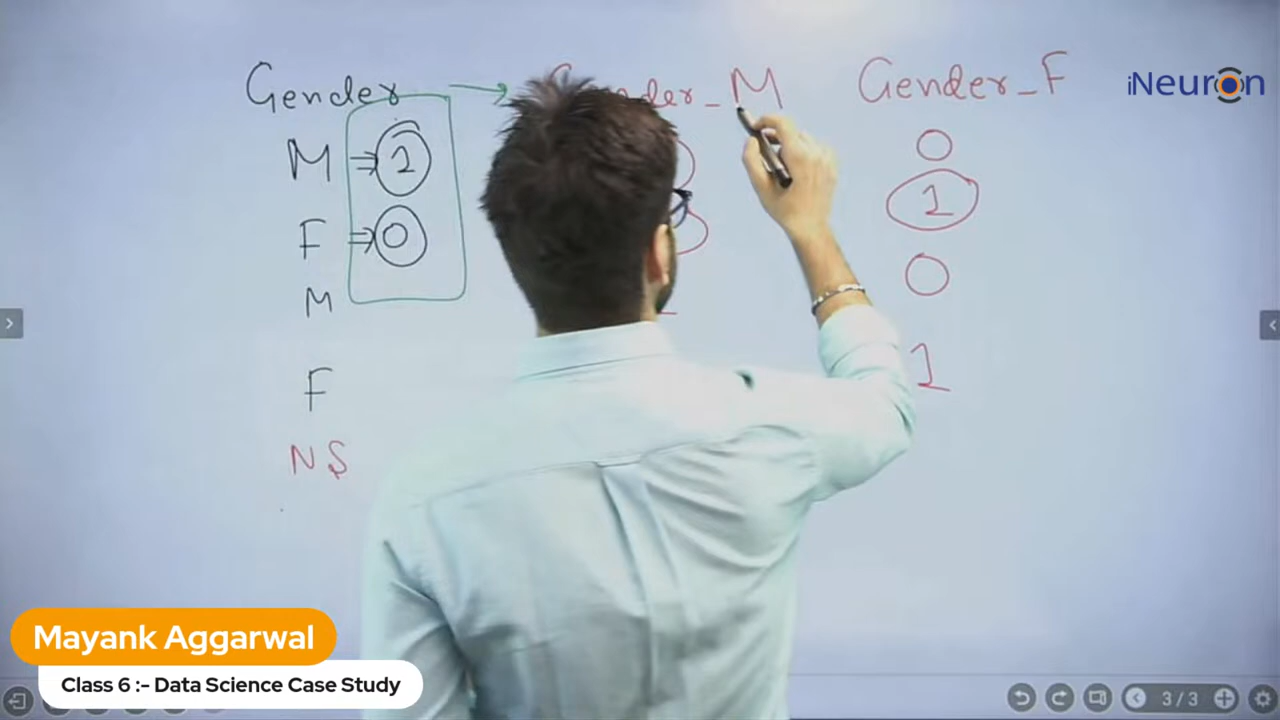 Gender → Gender_M Gender_F
iNeuron
M ⇒ 1 0
F ⇒ 0 1
M 0
F 1
NS
Mayank Aggarwal
Class 6 :- Data Science Case Study
3/3